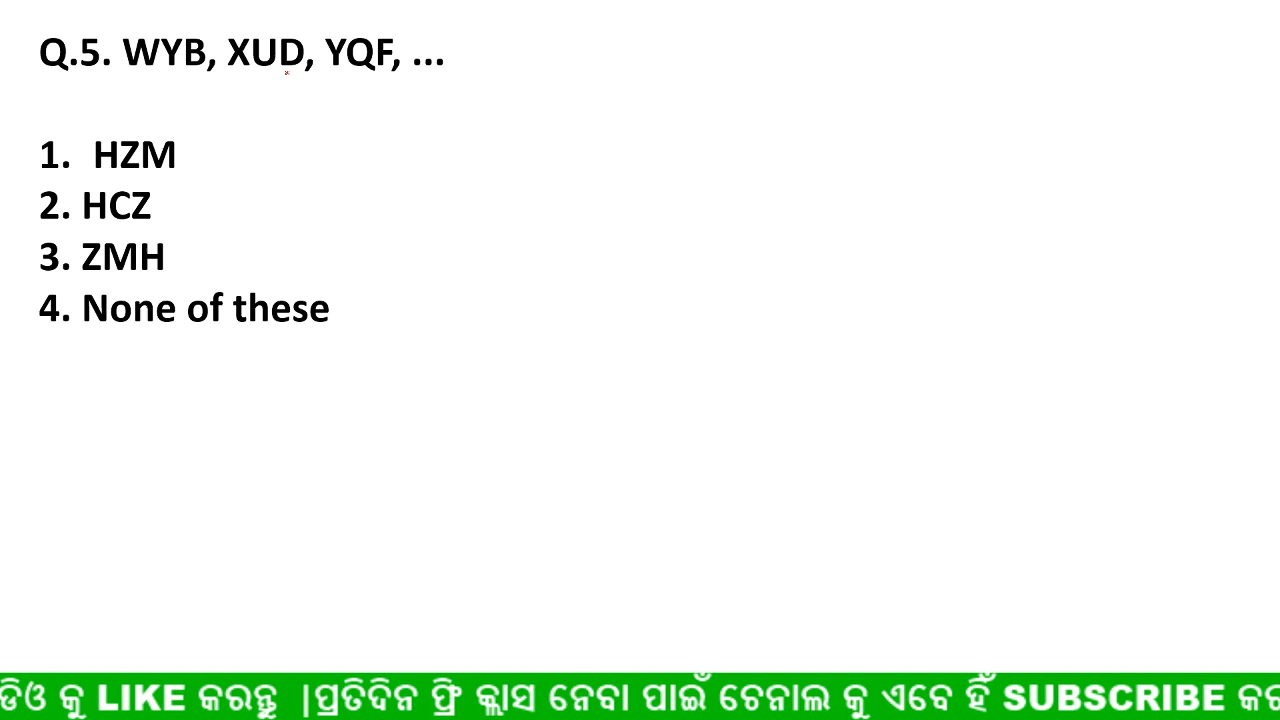 Q.5. WYB, XUD, YQF, ...
1. HZM
2. HCZ
3. ZMH
4. None of these
ଡିଓ କୁ LIKE କରନ୍ତୁ |ପ୍ରତିଦିନ ଫ୍ରି କ୍ଲାସ ନେବା ପାଇଁ ଚେନାଲ କୁ ଏବେ ହିଁ SUBSCRIBE